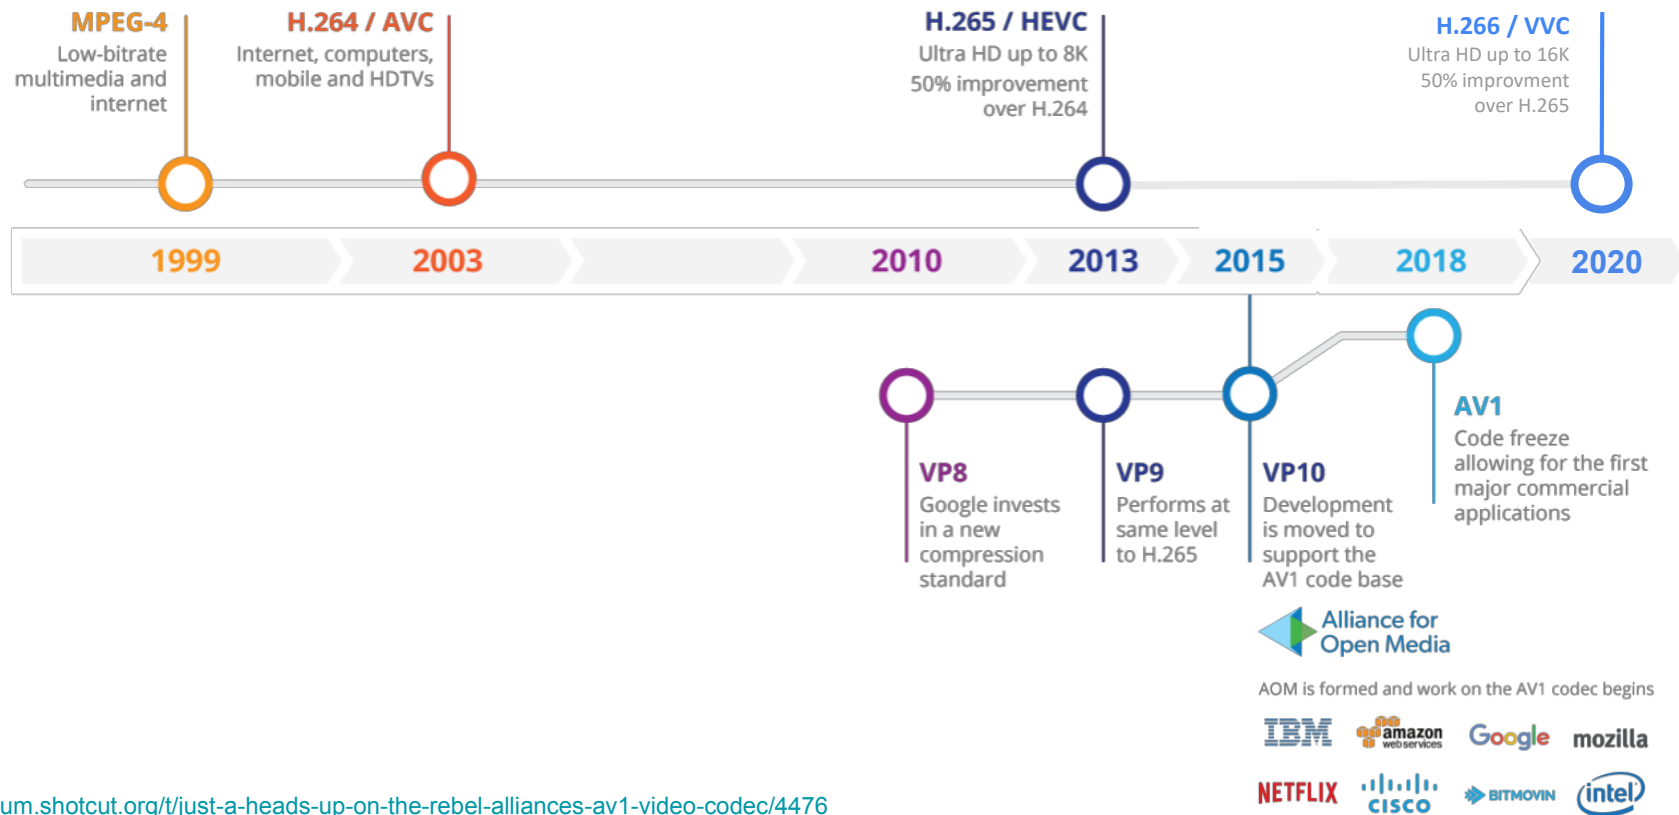 MPEG-4
Low-bitrate
multimedia and
internet
H.264 / AVC
Internet, computers,
mobile and HDTVs
H.265 / HEVC
Ultra HD up to 8K
50% improvement
over H.264
H.266 / VVC
Ultra HD up to 16K
50% improvment
over H.265
1999
2003
2010
2013
2015
2018
2020
VP8
Google invests
in a new
compression
standard
VP9
Performs at
same level
to H.265
VP10
Development
is moved to
support the
AV1 code base
AV1
Code freeze
allowing for the first
major commercial
applications
Alliance for
Open Media
AOM is formed and work on the AV1 codec begins
IBM
amazon
webservices
Google
mozilla
NETFLIX
CISCO
BITMOVIN
intel
um.shotcut.org/t/just-a-heads-up-on-the-rebel-alliances-av1-video-codec/4476